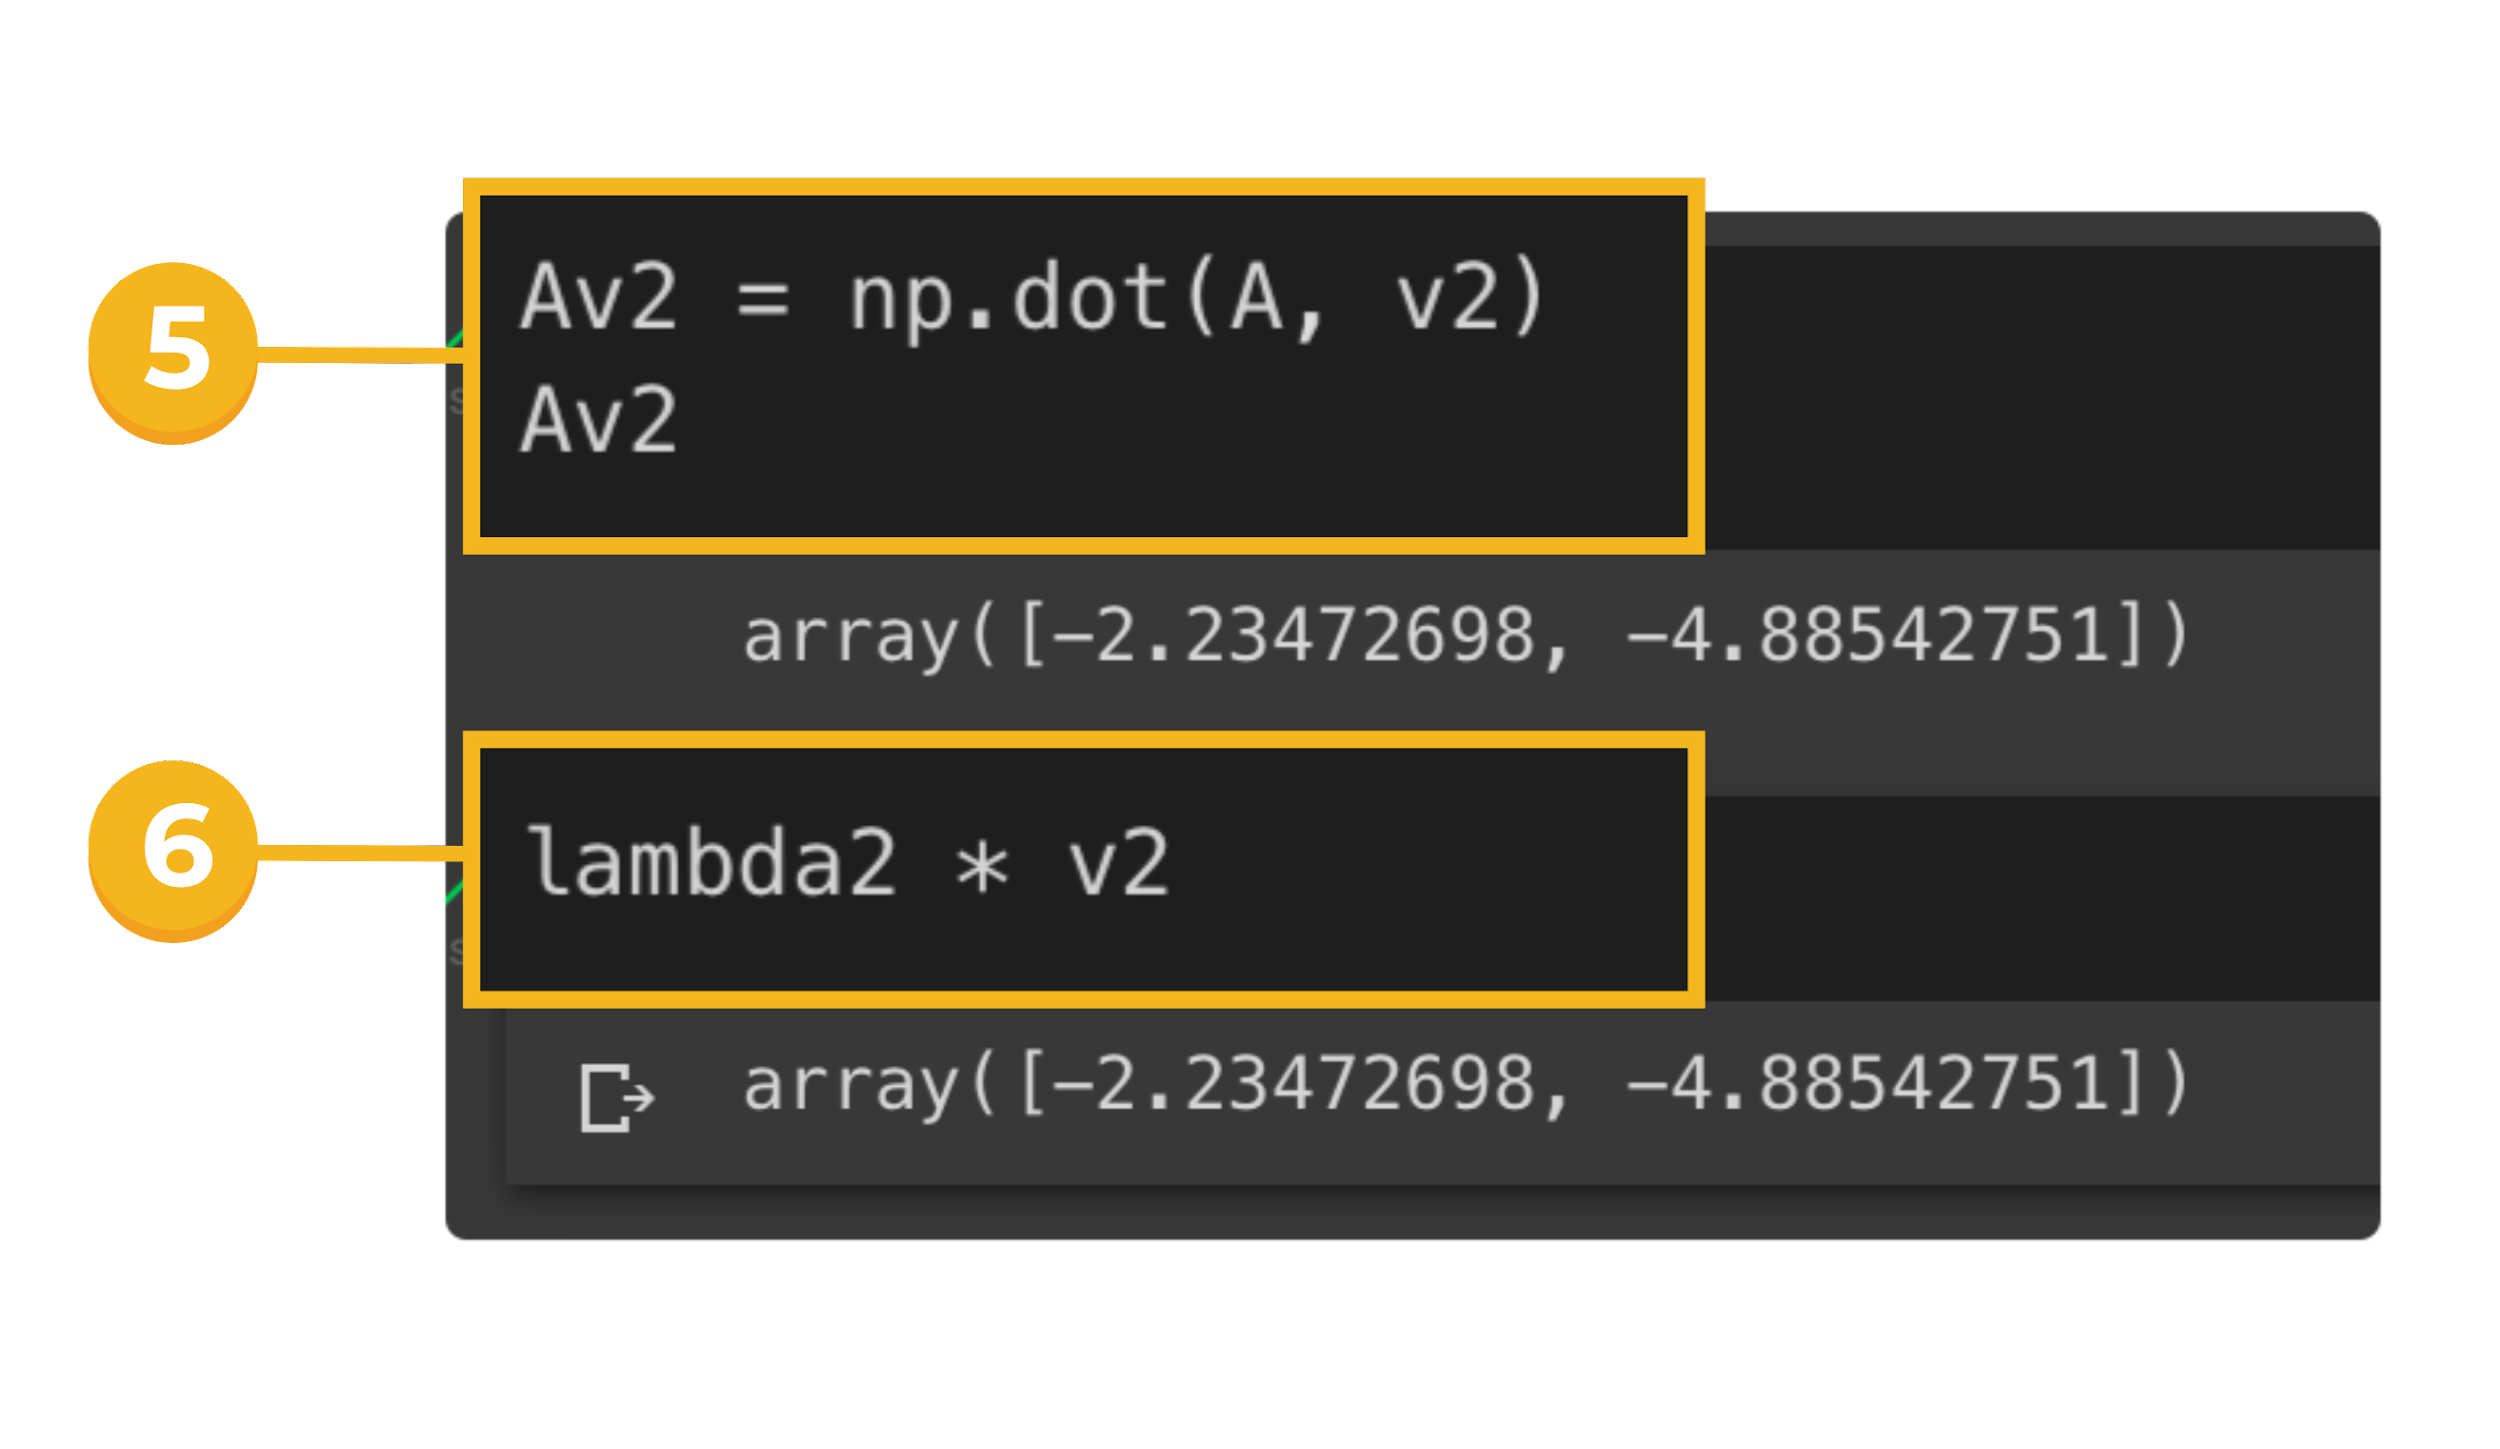 5
Av2 = np.dot(A, v2)
Av2
array([-2.23472698, -4.88542751])
6
lambda2 * v2
array([-2.23472698, -4.88542751])